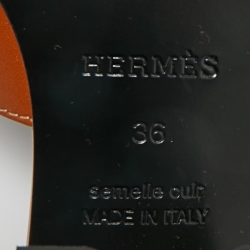 HERMÈS
36
semelle cuir
MADE IN ITALY